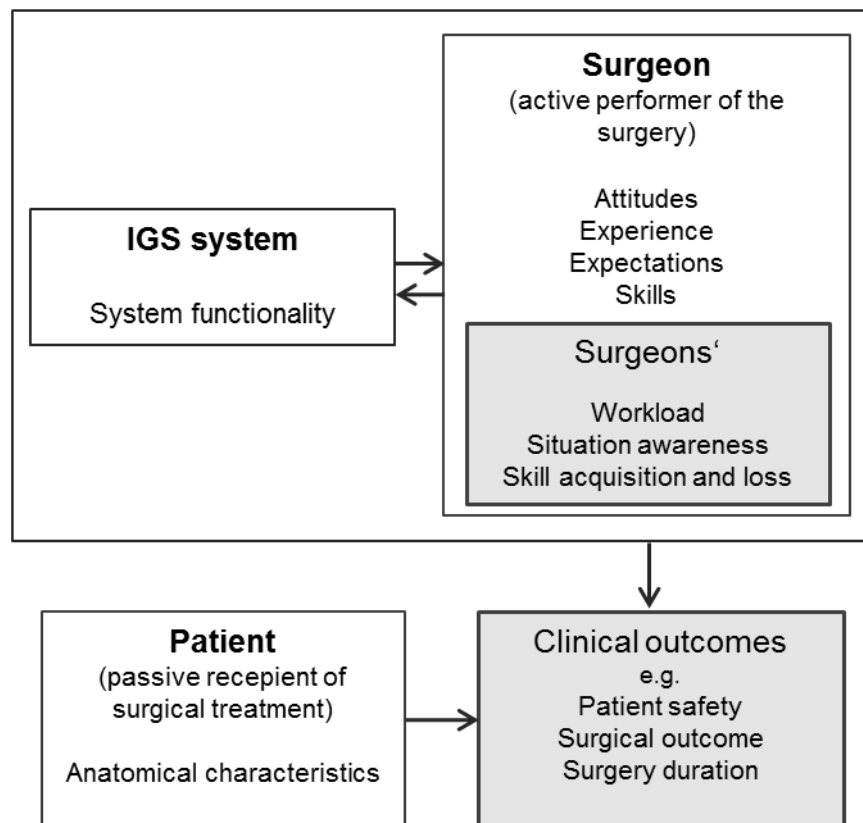 Surgeon
(active performer of the
surgery)
Attitudes
Experience
Expectations
Skills
IGS system
System functionality
Surgeons‘
Workload
Situation awareness
Skill acquisition and loss
Patient
(passive recepient of
surgical treatment)
Anatomical characteristics
Clinical outcomes
e.g.
Patient safety
Surgical outcome
Surgery duration